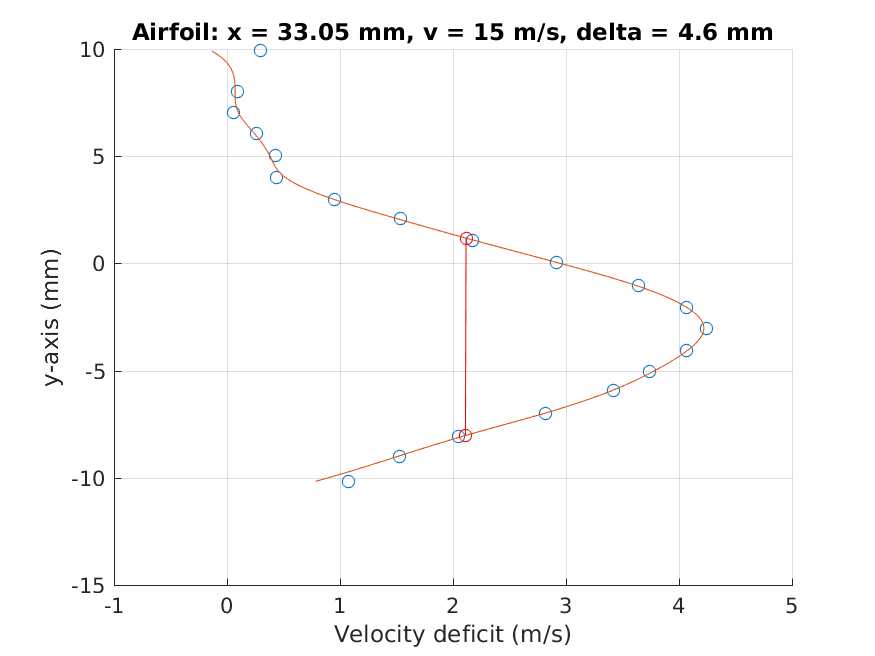 Airfoil: x = 33.05 mm, v = 15 m/s, delta = 4.6 mm
10
5
0
-5
-10
-15
y-axis (mm)
-1 0 1 2 3 4 5
Velocity deficit (m/s)